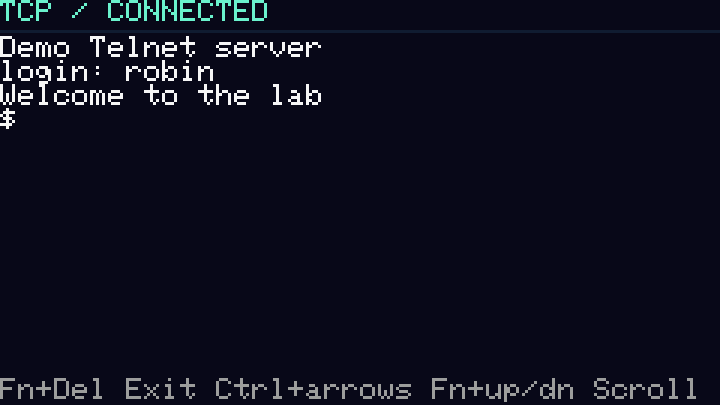 TCP / CONNECTED
Demo Telnet server
login: robin
Welcome to the lab
$
Fn+Del Exit Ctrl+arrows Fn+up/dn Scroll